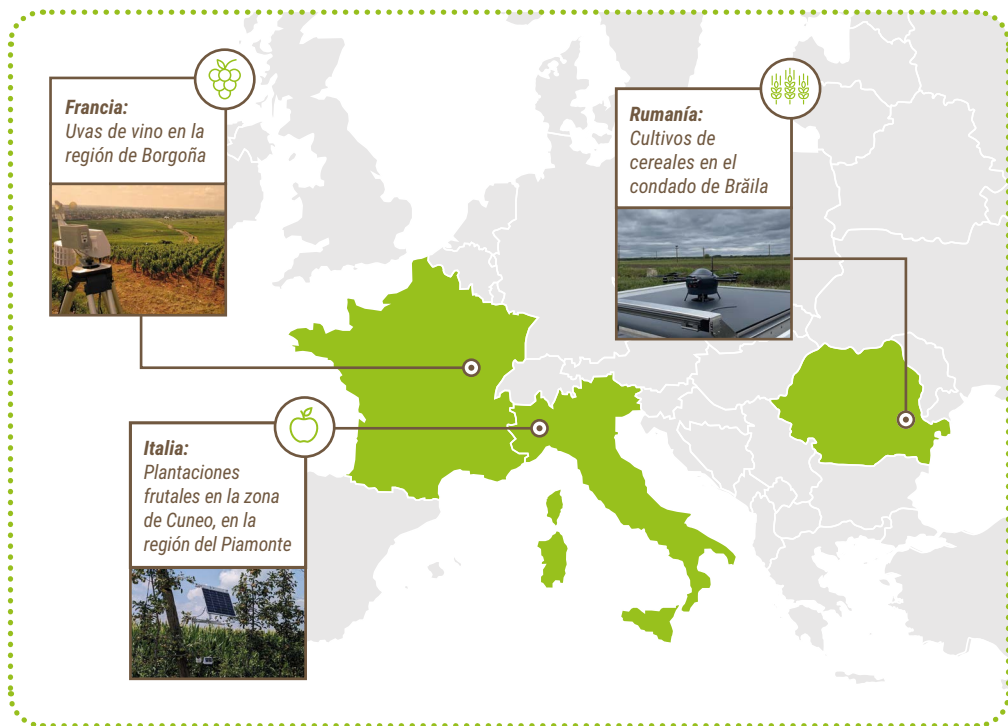 Francia:
Uvas de vino en la
región de Borgoña
Rumanía:
Cultivos de
cereales en el
condado de Brăila
Italia:
Plantaciones
frutales en la zona
de Cuneo, en la
región del Piamonte